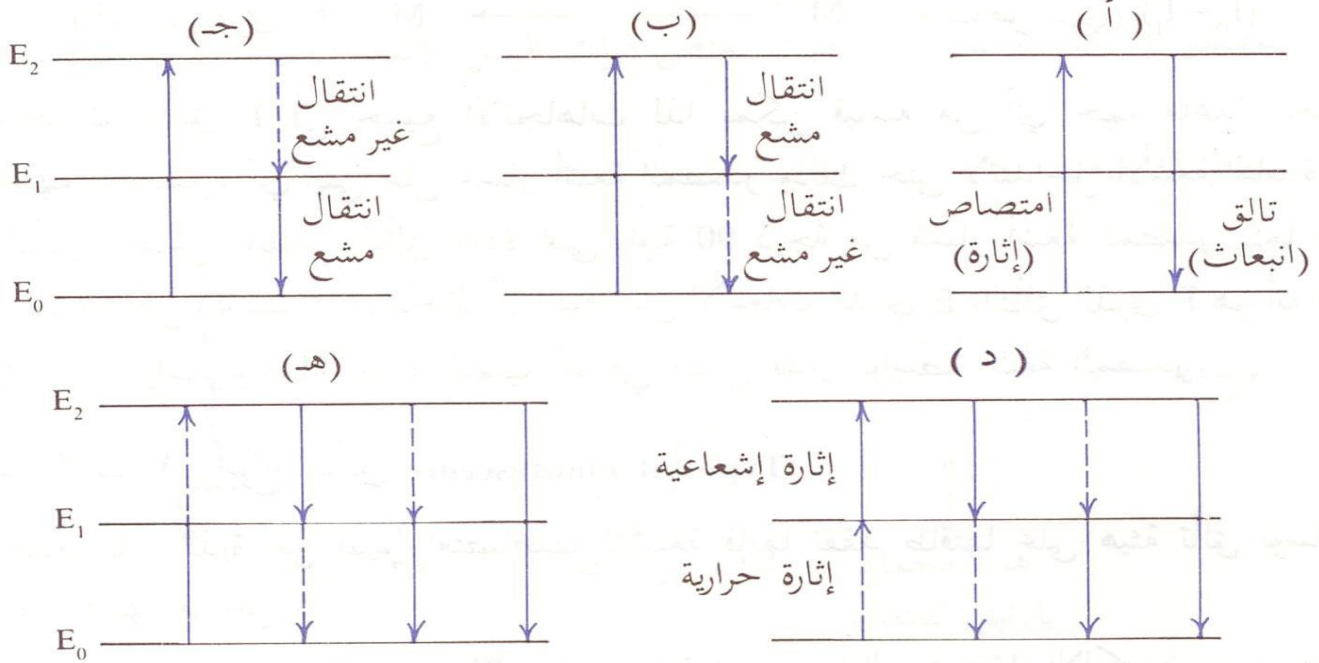 (أ)
(ب)
(جـ)
امتصاص
(إثارة)
تالق
(انبعاث)
انتقال
مشع
انتقال
غير مشع
انتقال
غير مشع
انتقال
مشع
E2
E1
E0
(د)
(هـ)
إثارة إشعاعية
إثارة حرارية
E2
E1
E0